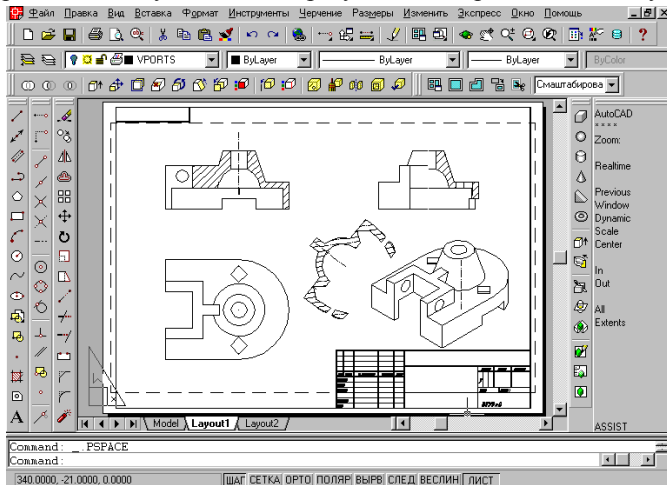 Файл Правка Вид Вставка Формат Инструменты Черчение Размеры Изменить Экспресс Окно Помощь
VPORTS ByLayer ByLayer ByLayer ByColor
Смаштабирова
AutoCAD
* * * *
Zoom:
Realtime
Previous
Window
Dynamic
Scale
Center
In
Out
All
Extents
ASSIST
Model Layout1 Layout2
Command: _.PSPACE
Command:
340.0000, -21.0000, 0.0000 ШАГ СЕТКА ОРТО ПОЛЯР ВЫРВ СЛЕД ВЕСЛИН ЛИСТ